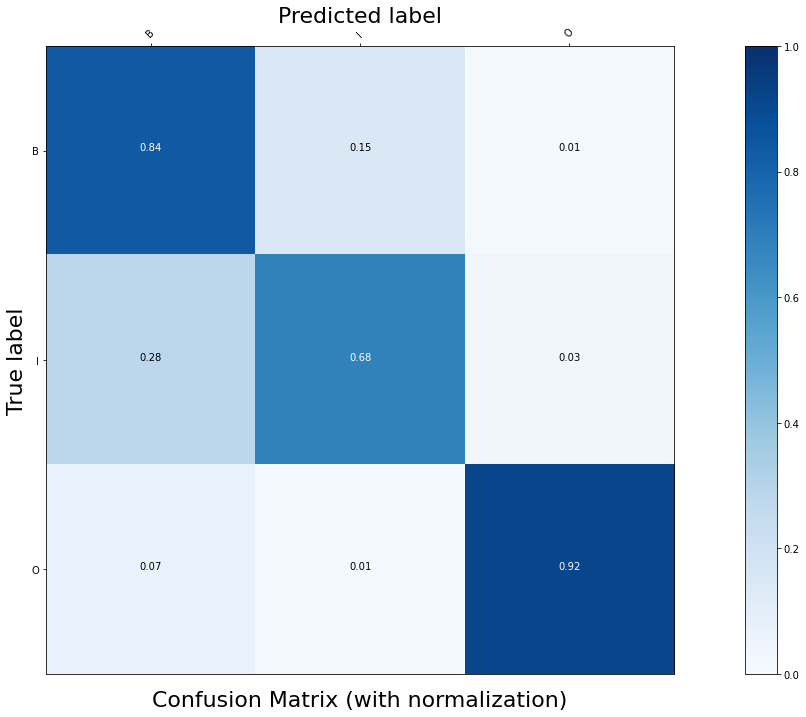 Predicted label
B I O
1.0
B 0.84 0.15 0.01
0.8
0.6
True label
I 0.28 0.68 0.03
0.4
0.2
O 0.07 0.01 0.92
0.0
Confusion Matrix (with normalization)